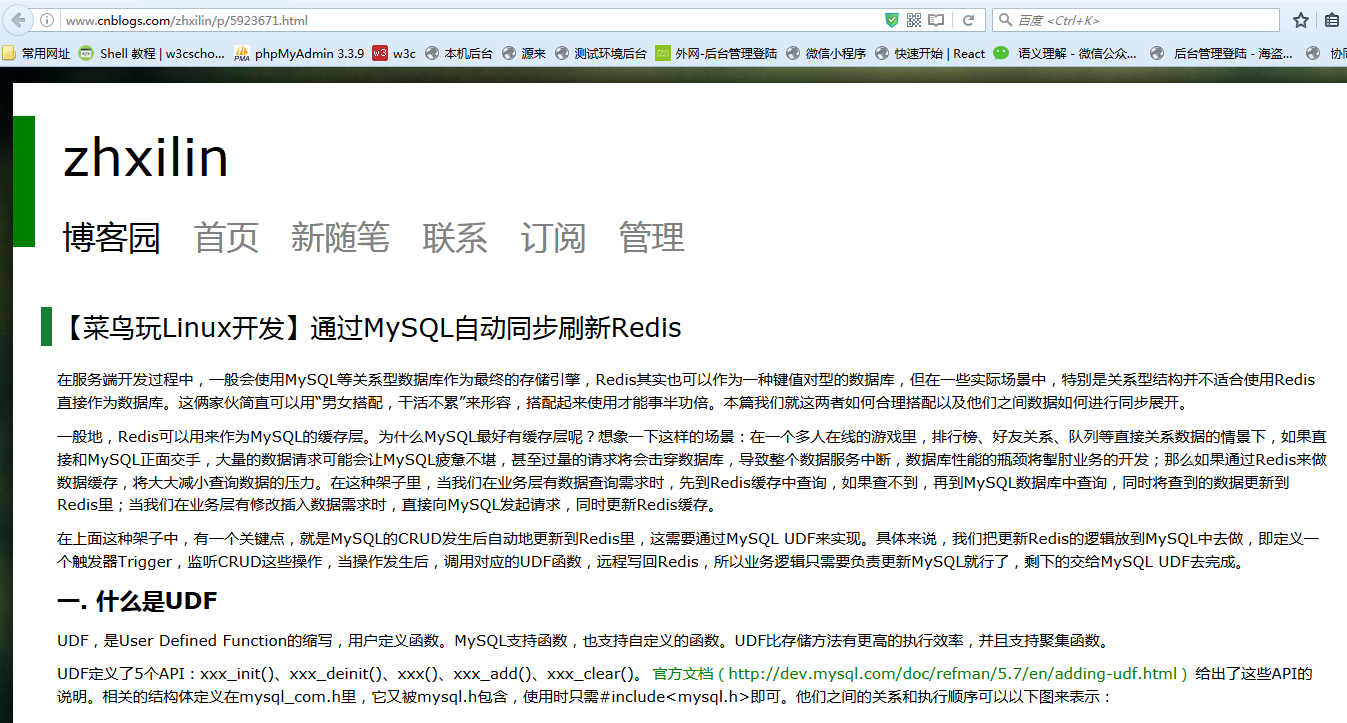 www.cnblogs.com/zhxilin/p/5923671.html
百度 <Ctrl+K>
常用网址 Shell 教程 | w3cscho... phpMyAdmin 3.3.9 w3c 本机后台 源来 测试环境后台 外网-后台管理登陆 微信小程序 快速开始 | React 语义理解 - 微信公众... 后台管理登陆 - 海盗... 协同
zhxilin
博客园 首页 新随笔 联系 订阅 管理
【菜鸟玩Linux开发】通过MySQL自动同步刷新Redis
在服务端开发过程中，一般会使用MySQL等关系型数据库作为最终的存储引擎，Redis其实也可以作为一种键值对型的数据库，但在一些实际场景中，特别是关系型结构并不适合使用Redis
直接作为数据库。这俩家伙简直可以用“男女搭配，干活不累”来形容，搭配起来使用才能事半功倍。本篇我们就这两者如何合理搭配以及他们之间数据如何进行同步展开。
一般地，Redis可以用来作为MySQL的缓存层。为什么MySQL最好有缓存层呢？想象一下这样的场景：在一个多人在线的游戏里，排行榜、好友关系、队列等直接关系数据的情景下，如果直
接和MySQL正面交手，大量的数据请求可能会让MySQL疲惫不堪，甚至过量的请求将会击穿数据库，导致整个数据服务中断，数据库性能的瓶颈将掣肘业务的开发；那么如果通过Redis来做
数据缓存，将大大减小查询数据的压力。在这种架子里，当我们在业务层有数据查询需求时，先到Redis缓存中查询，如果查不到，再到MySQL数据库中查询，同时将查到的数据更新到
Redis里；当我们在业务层有修改插入数据需求时，直接向MySQL发起请求，同时更新Redis缓存。
在上面这种架子中，有一个关键点，就是MySQL的CRUD发生后自动地更新到Redis里，这需要通过MySQL UDF来实现。具体来说，我们把更新Redis的逻辑放到MySQL中去做，即定义一
个触发器Trigger，监听CRUD这些操作，当操作发生后，调用对应的UDF函数，远程写回Redis，所以业务逻辑只需要负责更新MySQL就行了，剩下的交给MySQL UDF去完成。
一. 什么是UDF
UDF，是User Defined Function的缩写，用户定义函数。MySQL支持函数，也支持自定义的函数。UDF比存储方法有更高的执行效率，并且支持聚集函数。
UDF定义了5个API：xxx_init()、xxx_deinit()、xxx()、xxx_add()、xxx_clear()。 官方文档（http://dev.mysql.com/doc/refman/5.7/en/adding-udf.html） 给出了这些API的
说明。相关的结构体定义在mysql_com.h里，它又被mysql.h包含，使用时只需#include<mysql.h>即可。他们之间的关系和执行顺序可以以下图来表示：